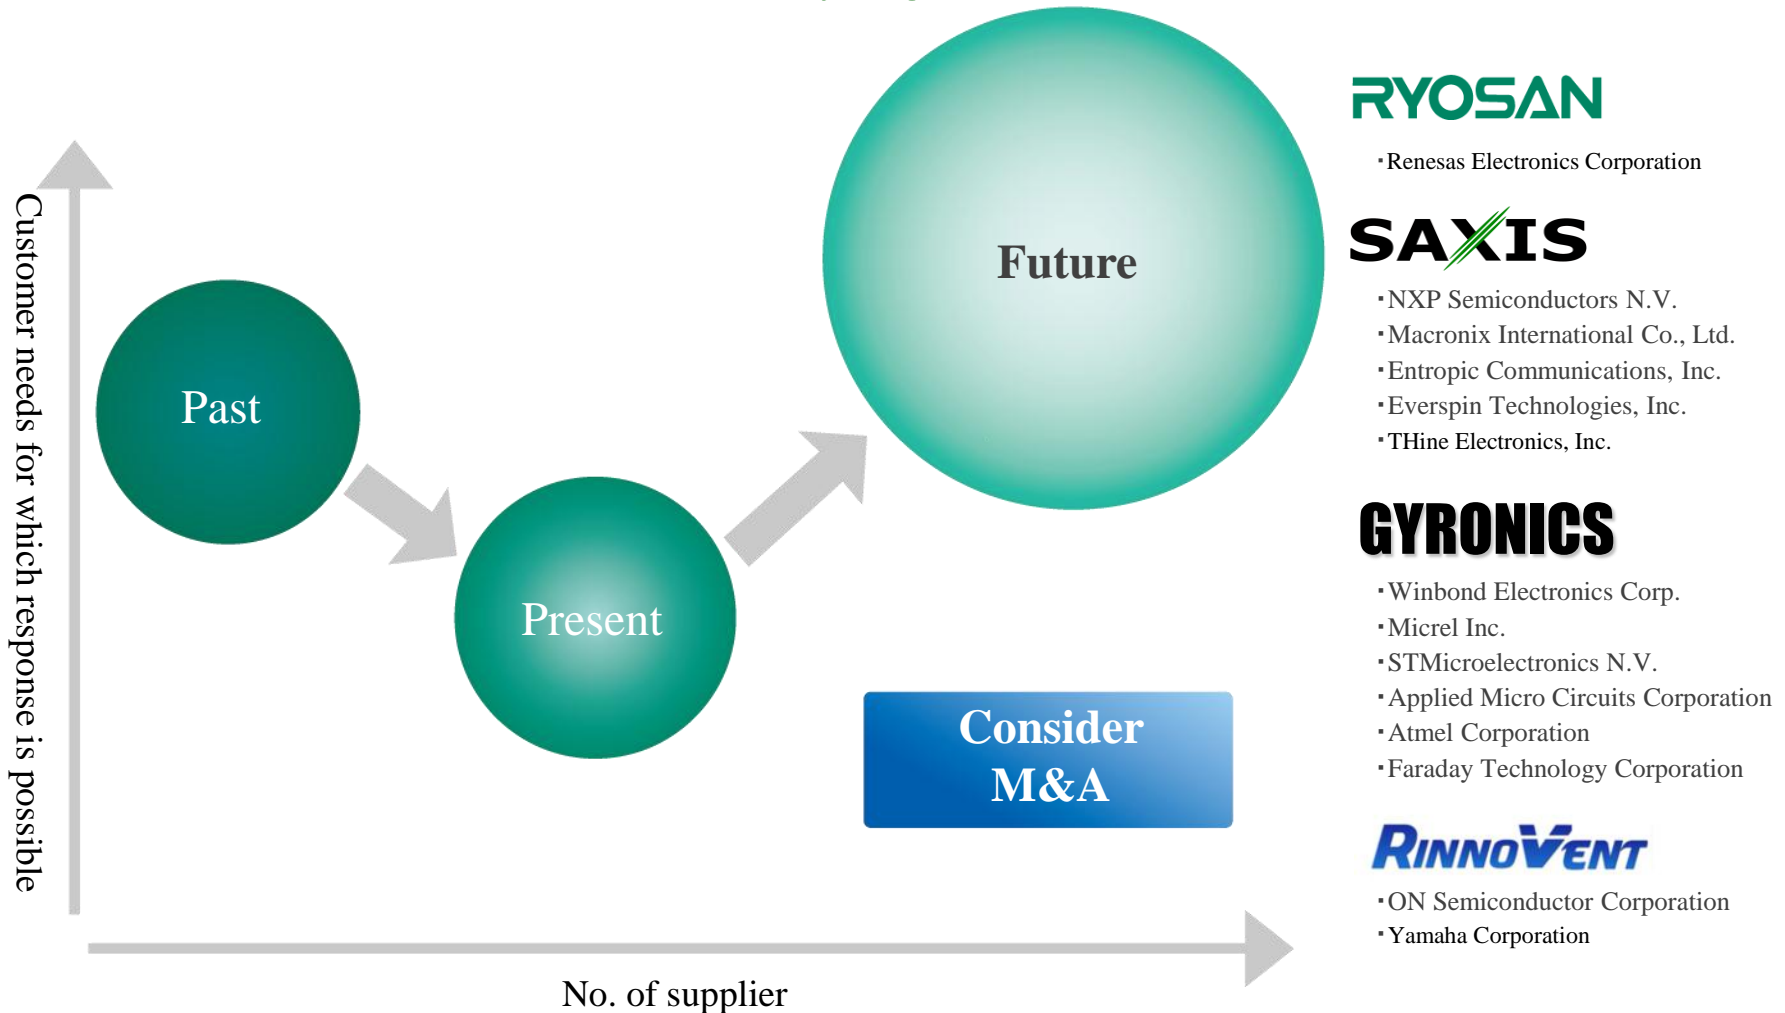 Customer needs for which response is possible
Past
Present
Future
Consider
M&A
No. of supplier
RYOSAN
・Renesas Electronics Corporation
SAXIS
・NXP Semiconductors N.V.
・Macronix International Co., Ltd.
・Entropic Communications, Inc.
・Everspin Technologies, Inc.
・THine Electronics, Inc.
GYRONICS
・Winbond Electronics Corp.
・Micrel Inc.
・STMicroelectronics N.V.
・Applied Micro Circuits Corporation
・Atmel Corporation
・Faraday Technology Corporation
RINNOVENT
・ON Semiconductor Corporation
・Yamaha Corporation